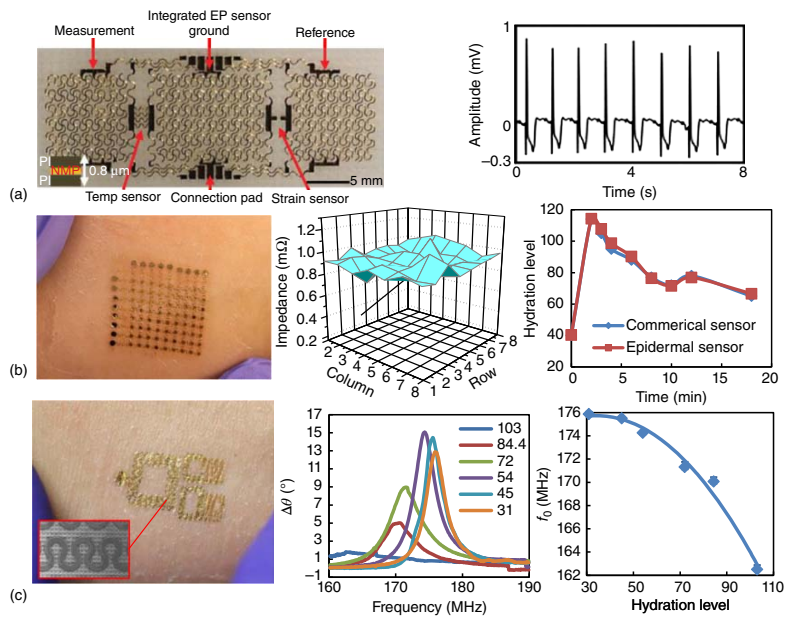 Integrated EP sensor
ground
Measurement
Reference
PI
NMP
PI
0.8 μm
5 mm
Temp sensor
Connection pad
Strain sensor
(a)
Amplitude (mV)
1
0
−0.3
0 2 4 6 8
Time (s)
(b)
Impedance (mΩ)
1.2
1.0
0.8
0.6
0.4
0.2
2 3 4 5 6 7 8
Column
1 2 3 4 5 6 7 8
Row
Hydration level
120
100
80
60
40
20
0 5 10 15 20
Commerical sensor
Epidermal sensor
Time (min)
(c)
Δθ (°)
17
15
13
11
9
7
5
3
1
−1
103
84.4
72
54
45
31
160 170 180 190
Frequency (MHz)
f0 (MHz)
176
174
172
170
168
166
164
162
30 50 70 90 110
Hydration level